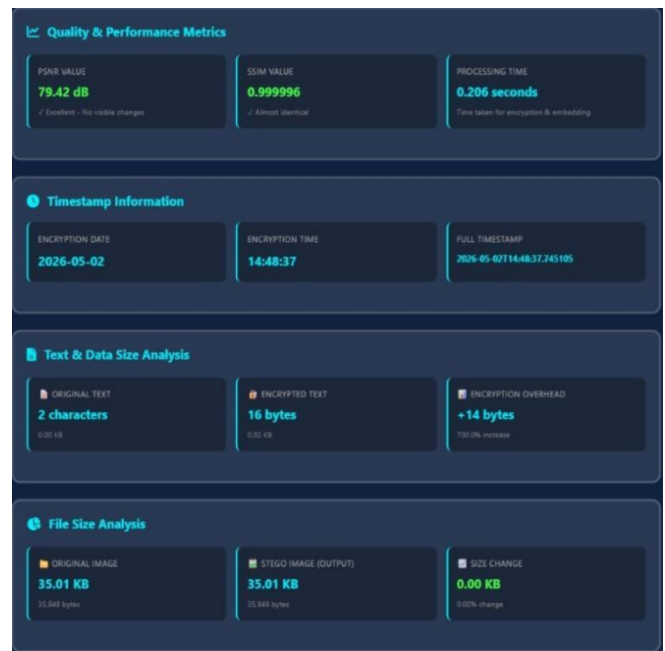 Quality & Performance Metrics
PSNR VALUE
79.42 dB
✓ Excellent - No visible changes
SSIM VALUE
0.999996
✓ Almost identical
PROCESSING TIME
0.206 seconds
Time taken for encryption & embedding
Timestamp Information
ENCRYPTION DATE
2026-05-02
ENCRYPTION TIME
14:48:37
FULL TIMESTAMP
2026-05-02T14:48:37.745105
Text & Data Size Analysis
ORIGINAL TEXT
2 characters
0.00 KB
ENCRYPTED TEXT
16 bytes
0.02 KB
ENCRYPTION OVERHEAD
+14 bytes
700.0% increase
File Size Analysis
ORIGINAL IMAGE
35.01 KB
35,848 bytes
STEGO IMAGE (OUTPUT)
35.01 KB
35,848 bytes
SIZE CHANGE
0.00 KB
0.00% change